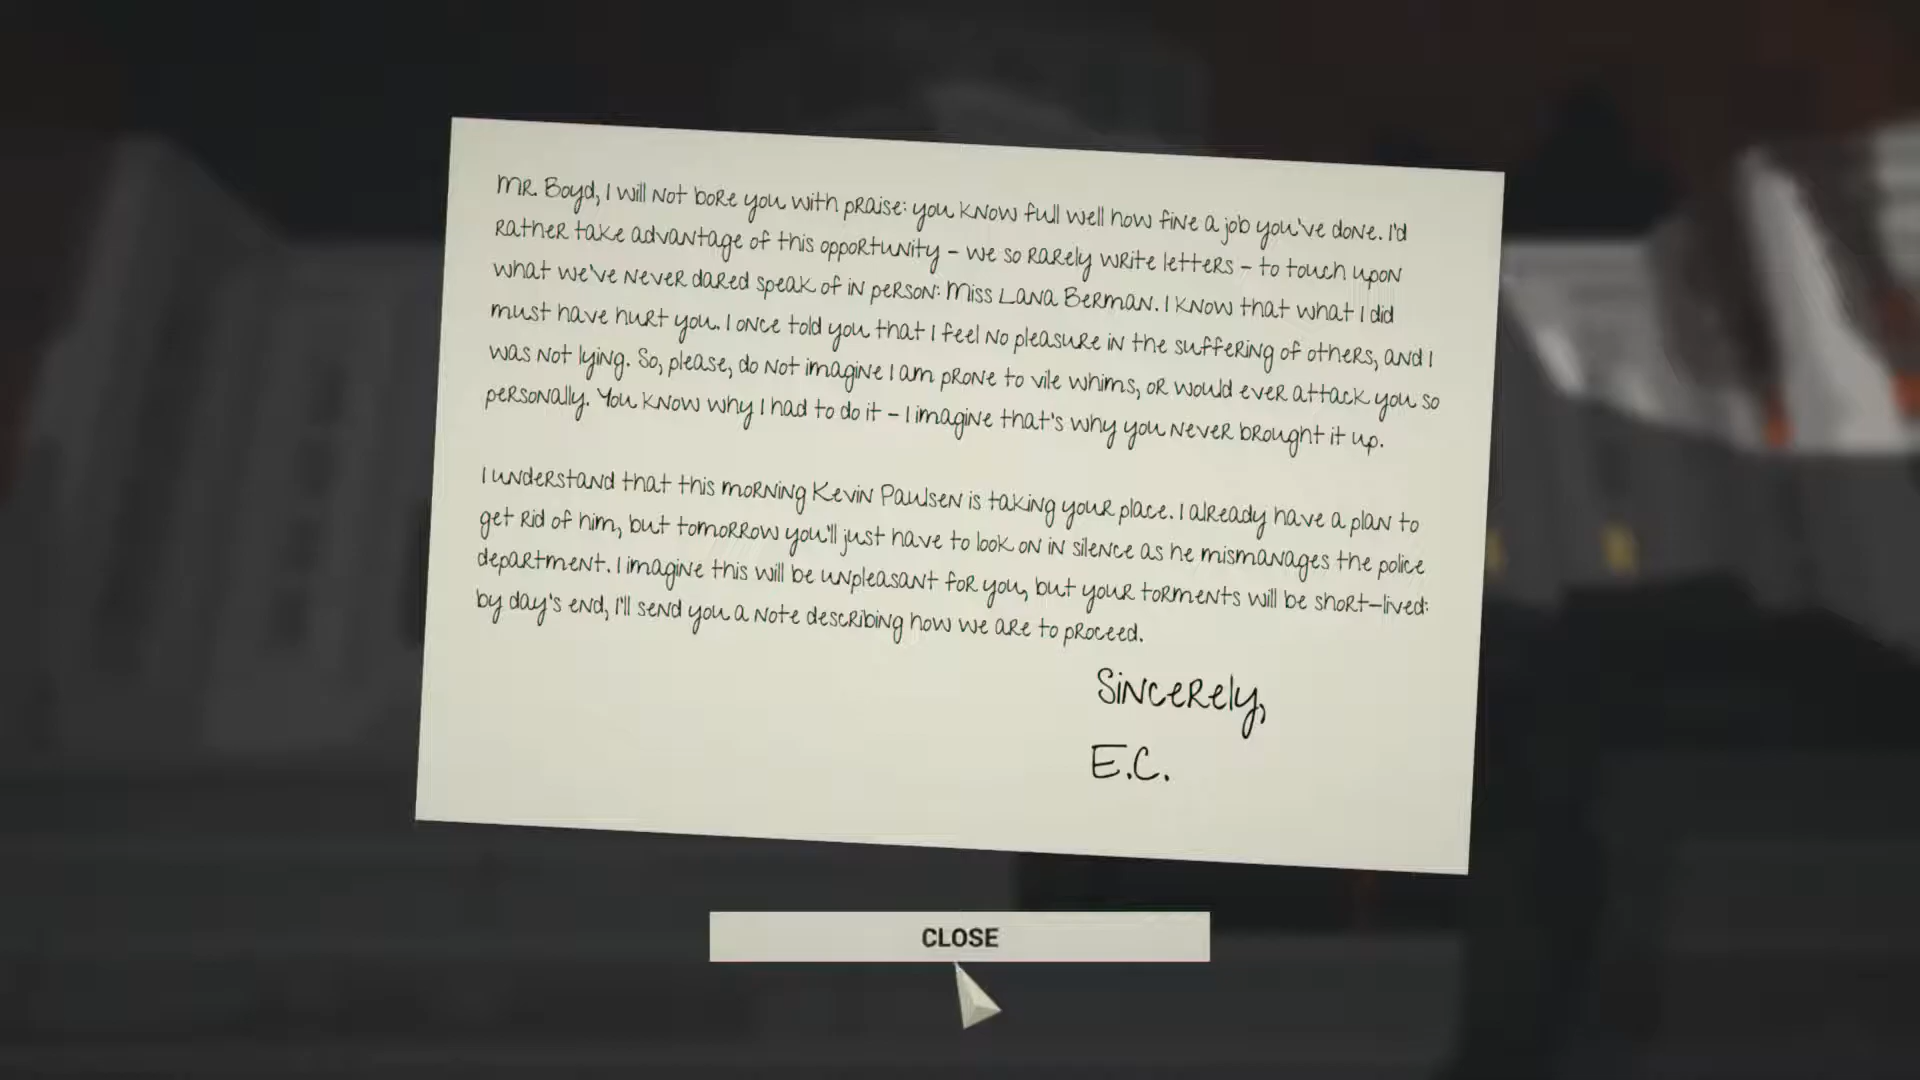 Mr. Boyd, I will not bore you with praise: you know full well how fine a job you've done. I'd
rather take advantage of this opportunity – we so rarely write letters – to touch upon
what we've never dared speak of in person: Miss Lana Berman. I know that what I did
must have hurt you. I once told you that I feel no pleasure in the suffering of others, and I
was not lying. So, please, do not imagine I am prone to vile whims, or would ever attack you so
personally. You know why I had to do it – I imagine that's why you never brought it up.
I understand that this morning Kevin Paulsen is taking your place. I already have a plan to
get rid of him, but tomorrow you'll just have to look on in silence as he mismanages the police
department. I imagine this will be unpleasant for you, but your torments will be short-lived:
by day's end, I'll send you a note describing how we are to proceed.
Sincerely,
E.C.
CLOSE